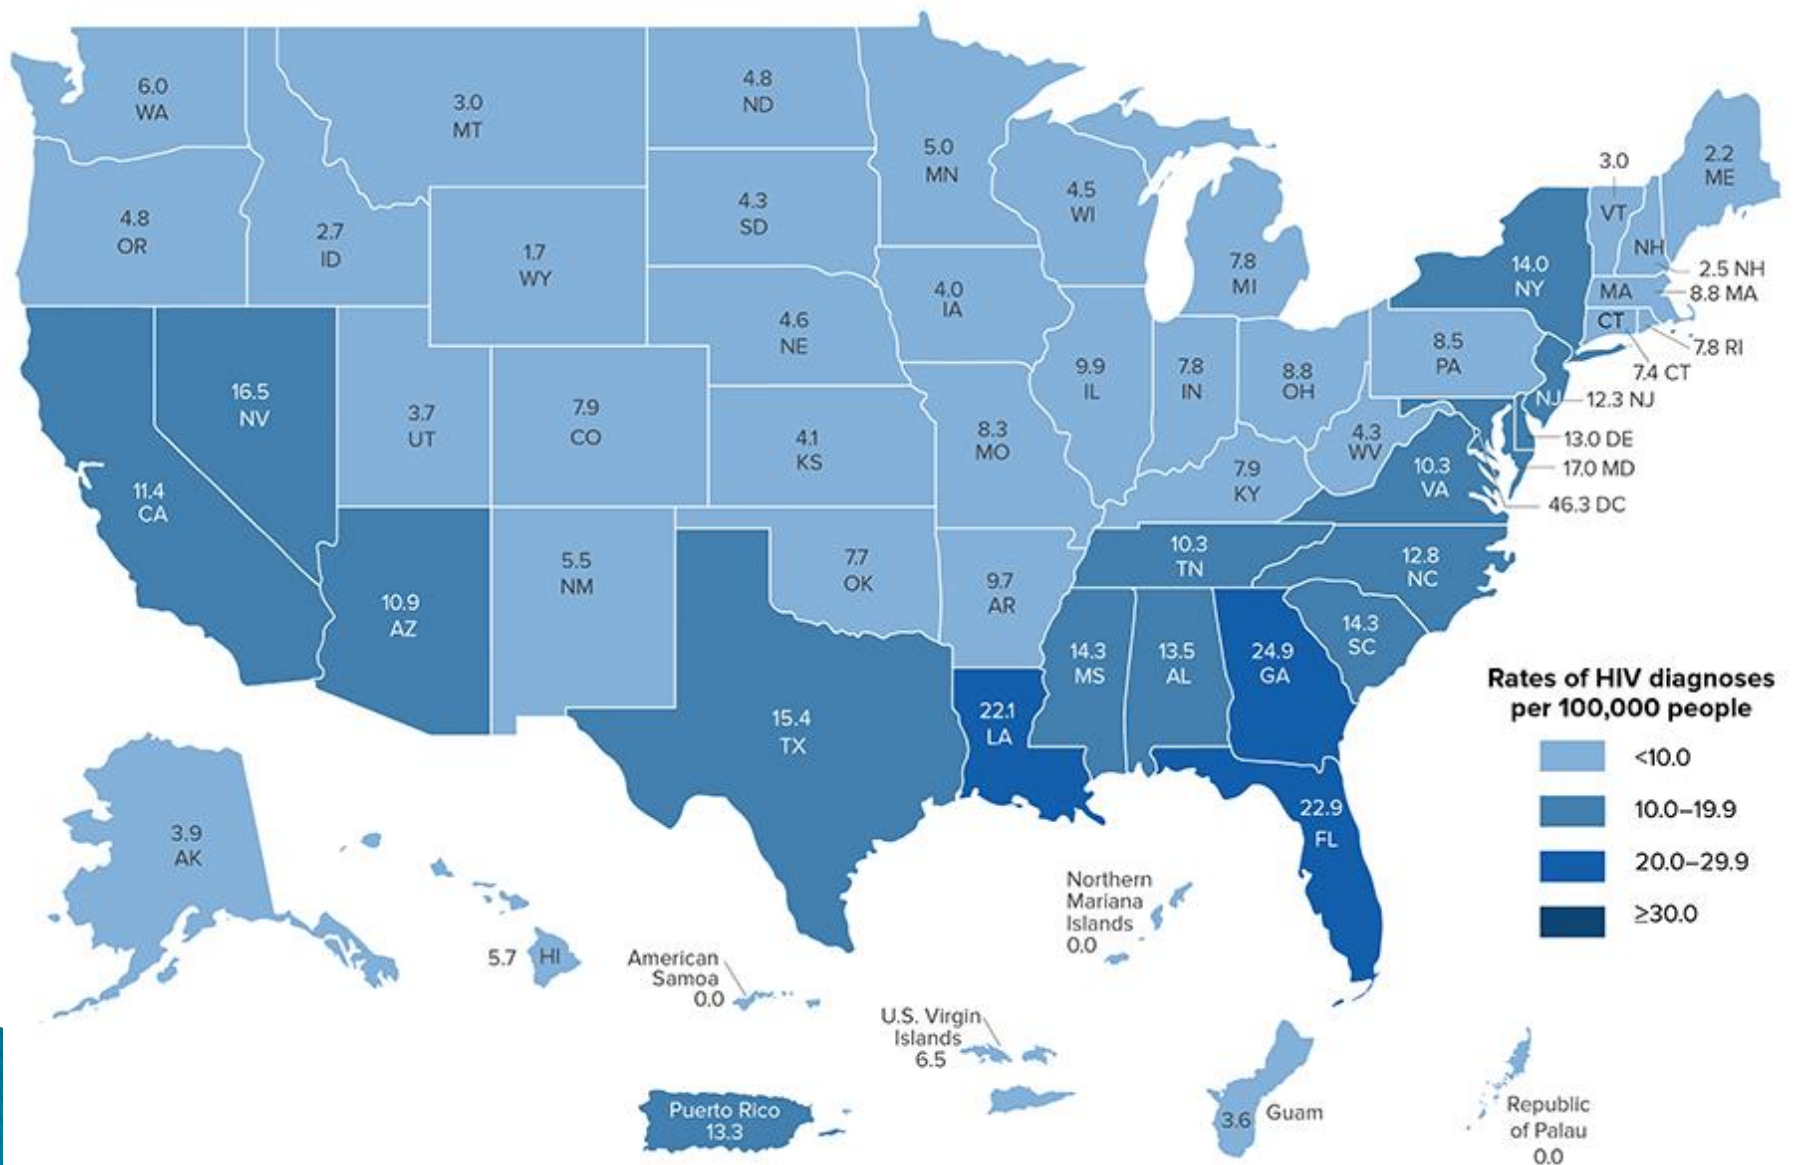 6.0
WA
3.0
MT
4.8
ND
5.0
MN
4.5
WI
7.8
MI
3.0
VT
2.2
ME
NH
2.5 NH
MA
8.8 MA
CT
7.8 RI
7.4 CT
14.0
NY
4.8
OR
2.7
ID
1.7
WY
4.3
SD
4.0
IA
4.6
NE
16.5
NV
3.7
UT
7.9
CO
4.1
KS
8.3
MO
9.9
IL
7.8
IN
8.8
OH
8.5
PA
NJ
12.3 NJ
13.0 DE
17.0 MD
46.3 DC
4.3
WV
10.3
VA
7.9
KY
11.4
CA
10.9
AZ
5.5
NM
7.7
OK
9.7
AR
10.3
TN
12.8
NC
14.3
SC
14.3
MS
13.5
AL
24.9
GA
22.1
LA
15.4
TX
22.9
FL
3.9
AK
5.7
HI
American
Samoa
0.0
Northern
Mariana
Islands
0.0
U.S. Virgin
Islands
6.5
Puerto Rico
13.3
3.6
Guam
Republic
of Palau
0.0
Rates of HIV diagnoses
per 100,000 people
<10.0
10.0–19.9
20.0–29.9
≥30.0